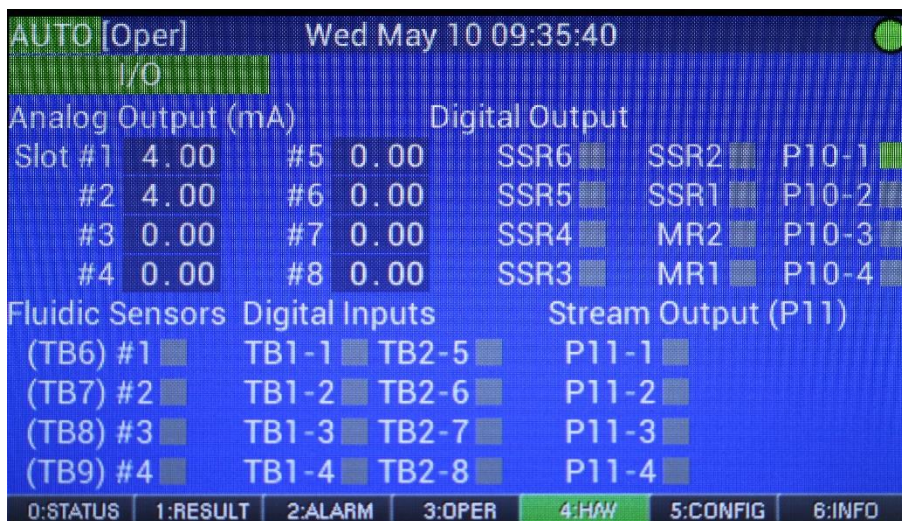 AUTO [Oper] Wed May 10 09:35:40
I/O
Analog Output (mA) Digital Output
Slot #1 4.00 #5 0.00 SSR6 SSR2 P10-1
#2 4.00 #6 0.00 SSR5 SSR1 P10-2
#3 0.00 #7 0.00 SSR4 MR2 P10-3
#4 0.00 #8 0.00 SSR3 MR1 P10-4
Fluidic Sensors Digital Inputs Stream Output (P11)
(TB6) #1 TB1-1 TB2-5 P11-1
(TB7) #2 TB1-2 TB2-6 P11-2
(TB8) #3 TB1-3 TB2-7 P11-3
(TB9) #4 TB1-4 TB2-8 P11-4
0:STATUS 1:RESULT 2:ALARM 3:OPER 4:H/W 5:CONFIG 6:INFO